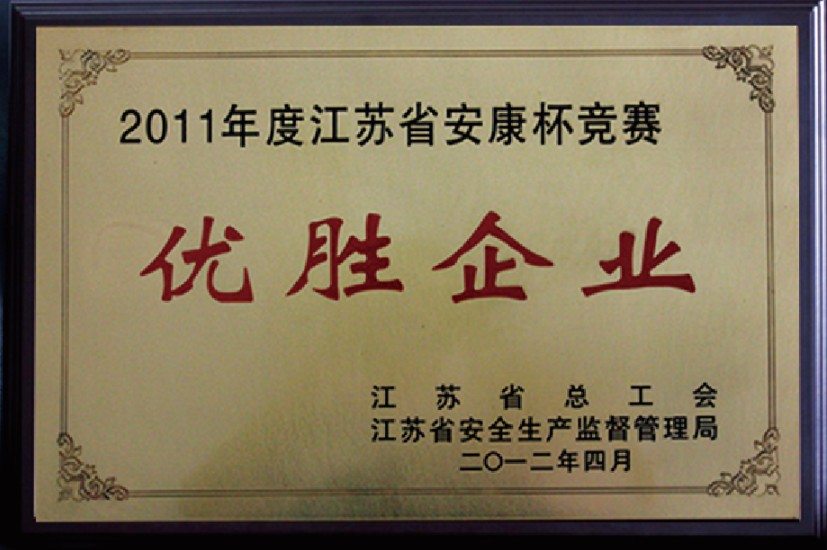 2011年度江苏省安康杯竞赛
优胜企业
江苏省总工会
江苏省安全生产监督管理局
二〇一二年四月